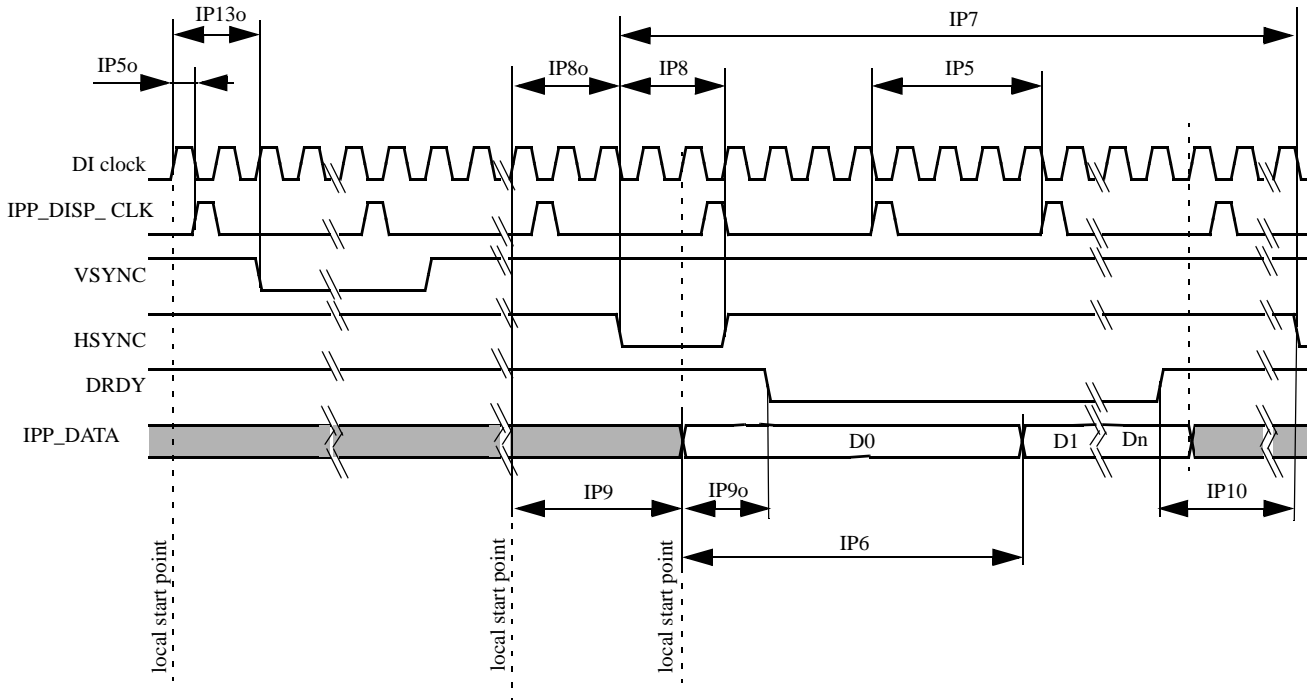 IP13o
IP7
IP5o
IP8o
IP8
IP5
DI clock
IPP_DISP_ CLK
VSYNC
HSYNC
DRDY
IPP_DATA
D0
D1
Dn
IP9
IP9o
IP10
IP6
local start point
local start point
local start point